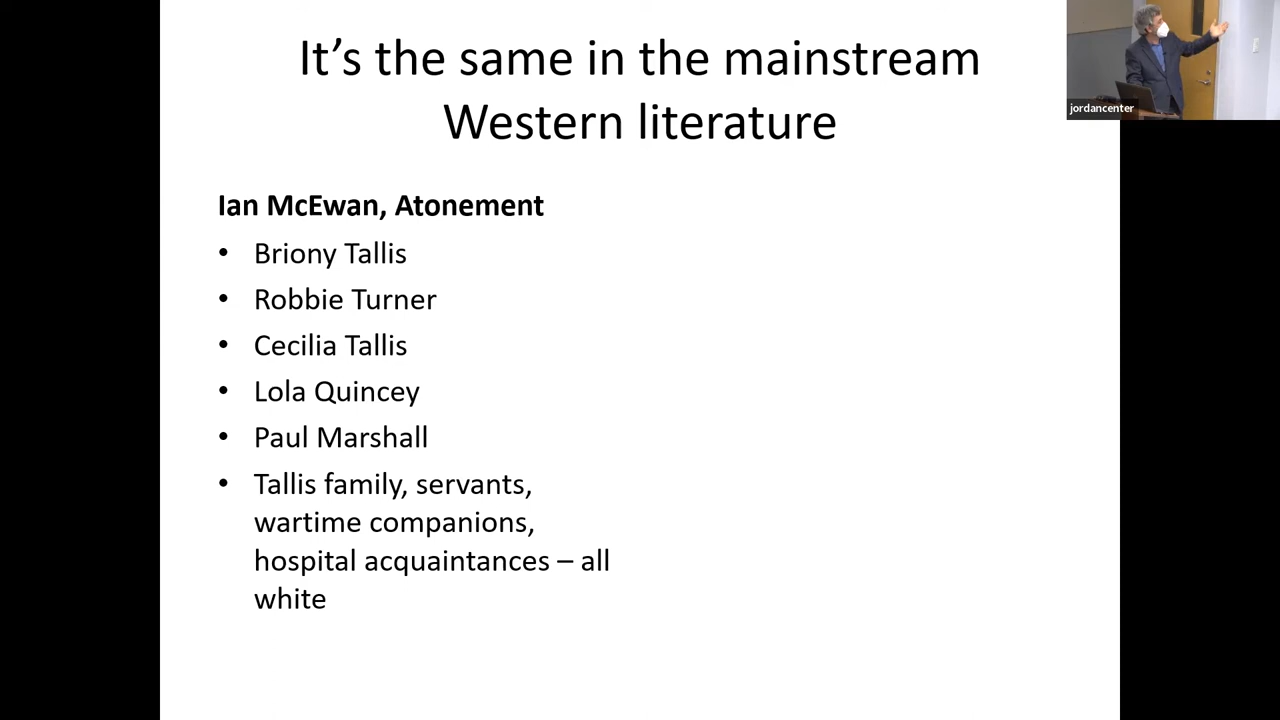 It's the same in the mainstream
Western literature
jordancenter
Ian McEwan, Atonement
• Briony Tallis
• Robbie Turner
• Cecilia Tallis
• Lola Quincey
• Paul Marshall
• Tallis family, servants,
wartime companions,
hospital acquaintances – all
white